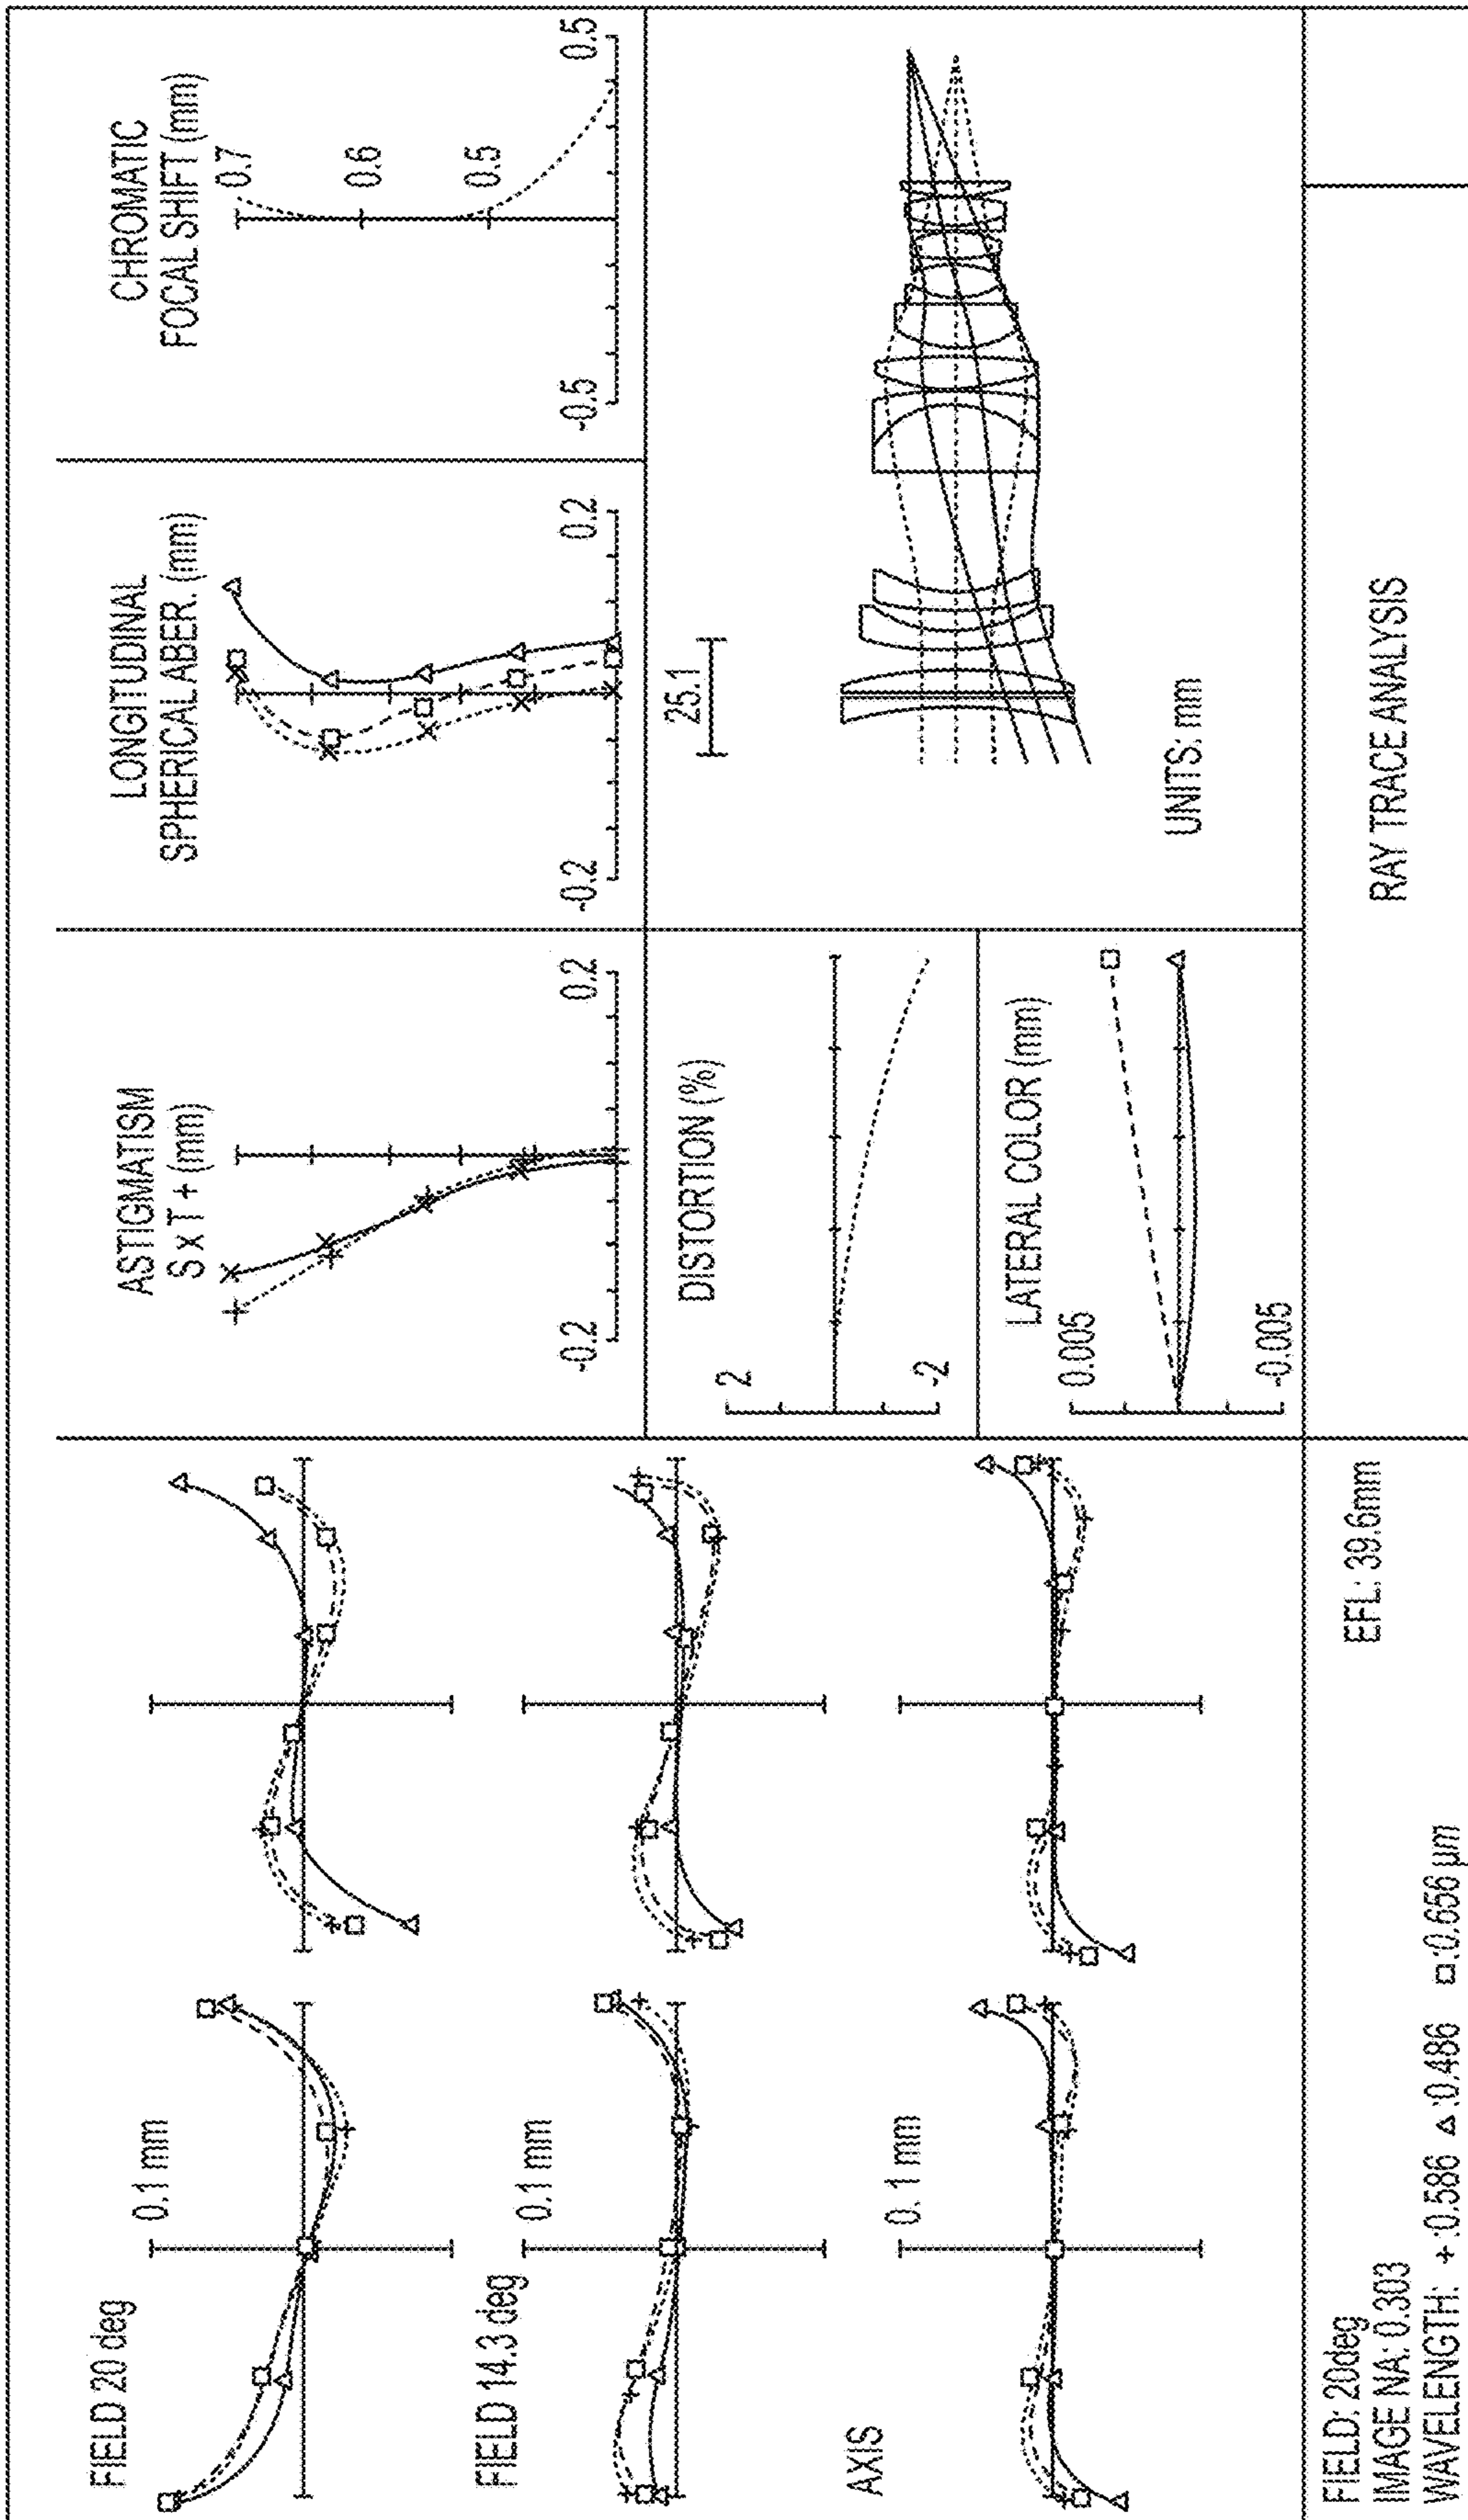 FIELD 20 deg
0.1 mm
FIELD 14.3 deg
0.1 mm
AXIS
0.1 mm
ASTIGMATISM
S x T + (mm)
-0.2
0.2
LONGITUDINAL
SPHERICAL ABER. (mm)
-0.2
0.2
CHROMATIC
FOCAL SHIFT (mm)
0.7
0.6
0.5
-0.5
0.5
DISTORTION (%)
2
-2
LATERAL COLOR (mm)
0.005
-0.005
25.1
UNITS: mm
FIELD: 20deg
IMAGE NA: 0.303
WAVELENGTH: + :0.586 △ :0.486 □:0.656 µm
EFL: 39.6mm
RAY TRACE ANALYSIS